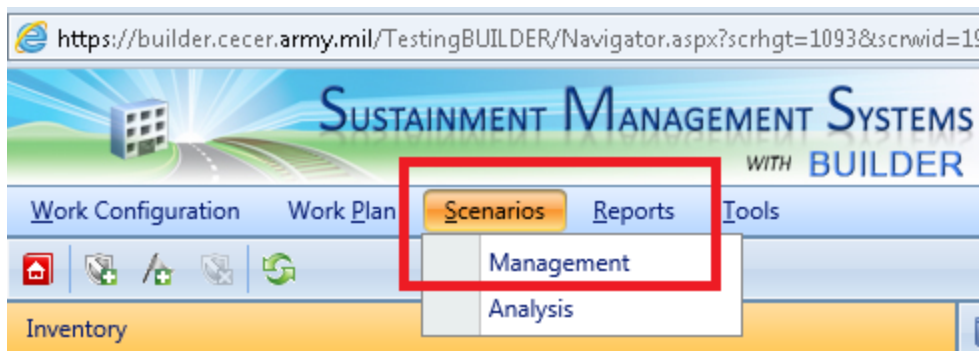 https://builder.cecer.army.mil/TestingBUILDER/Navigator.aspx?scrhgt=1093&scrwid=19
SUSTAINMENT MANAGEMENT SYSTEMS
WITH BUILDER
Work Configuration Work Plan Scenarios Reports Tools
Management
Analysis
Inventory